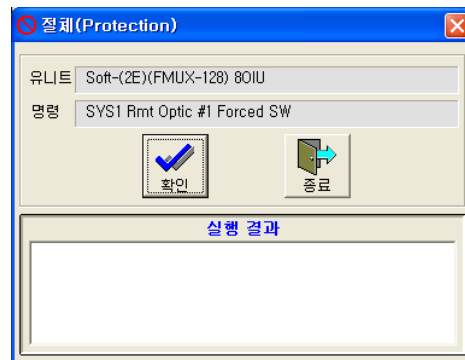 절체(Protection)
유니트 Soft-(2E)(FMUX-128) 8OIU
명령 SYS1 Rmt Optic #1 Forced SW
확인 종료
실행 결과